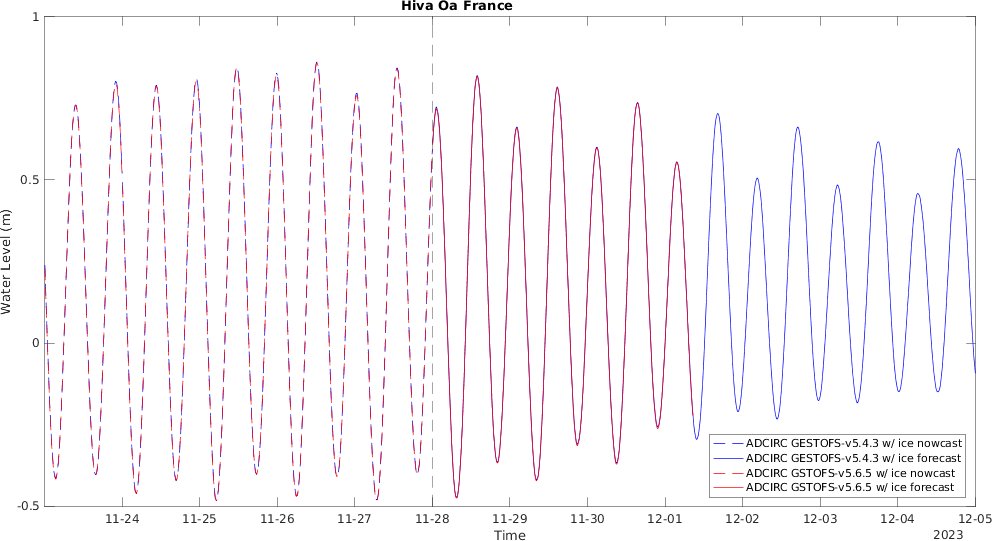 Hiva Oa France
1
0.5
0
-0.5
Water Level (m)
ADCIRC GESTOFS-v5.4.3 w/ ice nowcast
ADCIRC GESTOFS-v5.4.3 w/ ice forecast
ADCIRC GSTOFS-v5.6.5 w/ ice nowcast
ADCIRC GSTOFS-v5.6.5 w/ ice forecast
11-24 11-25 11-26 11-27 11-28 11-29 11-30 12-01 12-02 12-03 12-04 12-05
Time
2023